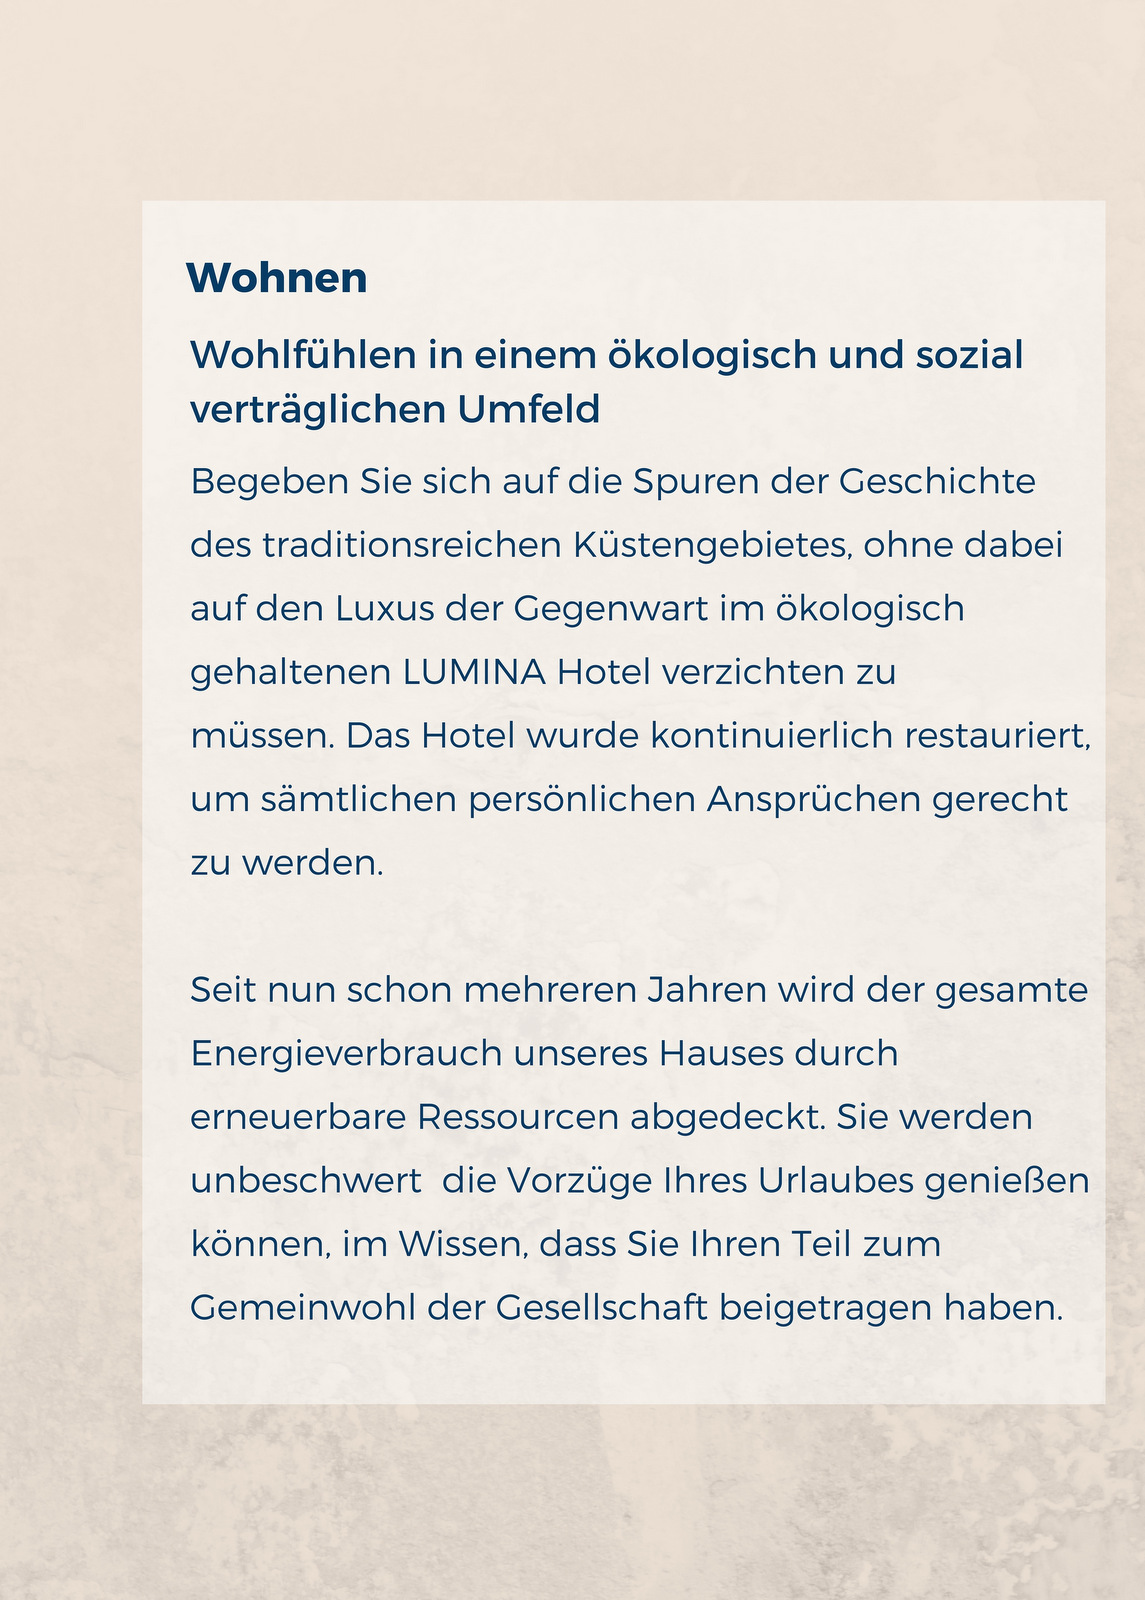 Wohnen
Wohlfühlen in einem ökologisch und sozial
verträglichen Umfeld
Begeben Sie sich auf die Spuren der Geschichte
des traditionsreichen Küstengebietes, ohne dabei
auf den Luxus der Gegenwart im ökologisch
gehaltenen LUMINA Hotel verzichten zu
müssen. Das Hotel wurde kontinuierlich restauriert,
um sämtlichen persönlichen Ansprüchen gerecht
zu werden.
Seit nun schon mehreren Jahren wird der gesamte
Energieverbrauch unseres Hauses durch
erneuerbare Ressourcen abgedeckt. Sie werden
unbeschwert  die Vorzüge Ihres Urlaubes genießen
können, im Wissen, dass Sie Ihren Teil zum
Gemeinwohl der Gesellschaft beigetragen haben.